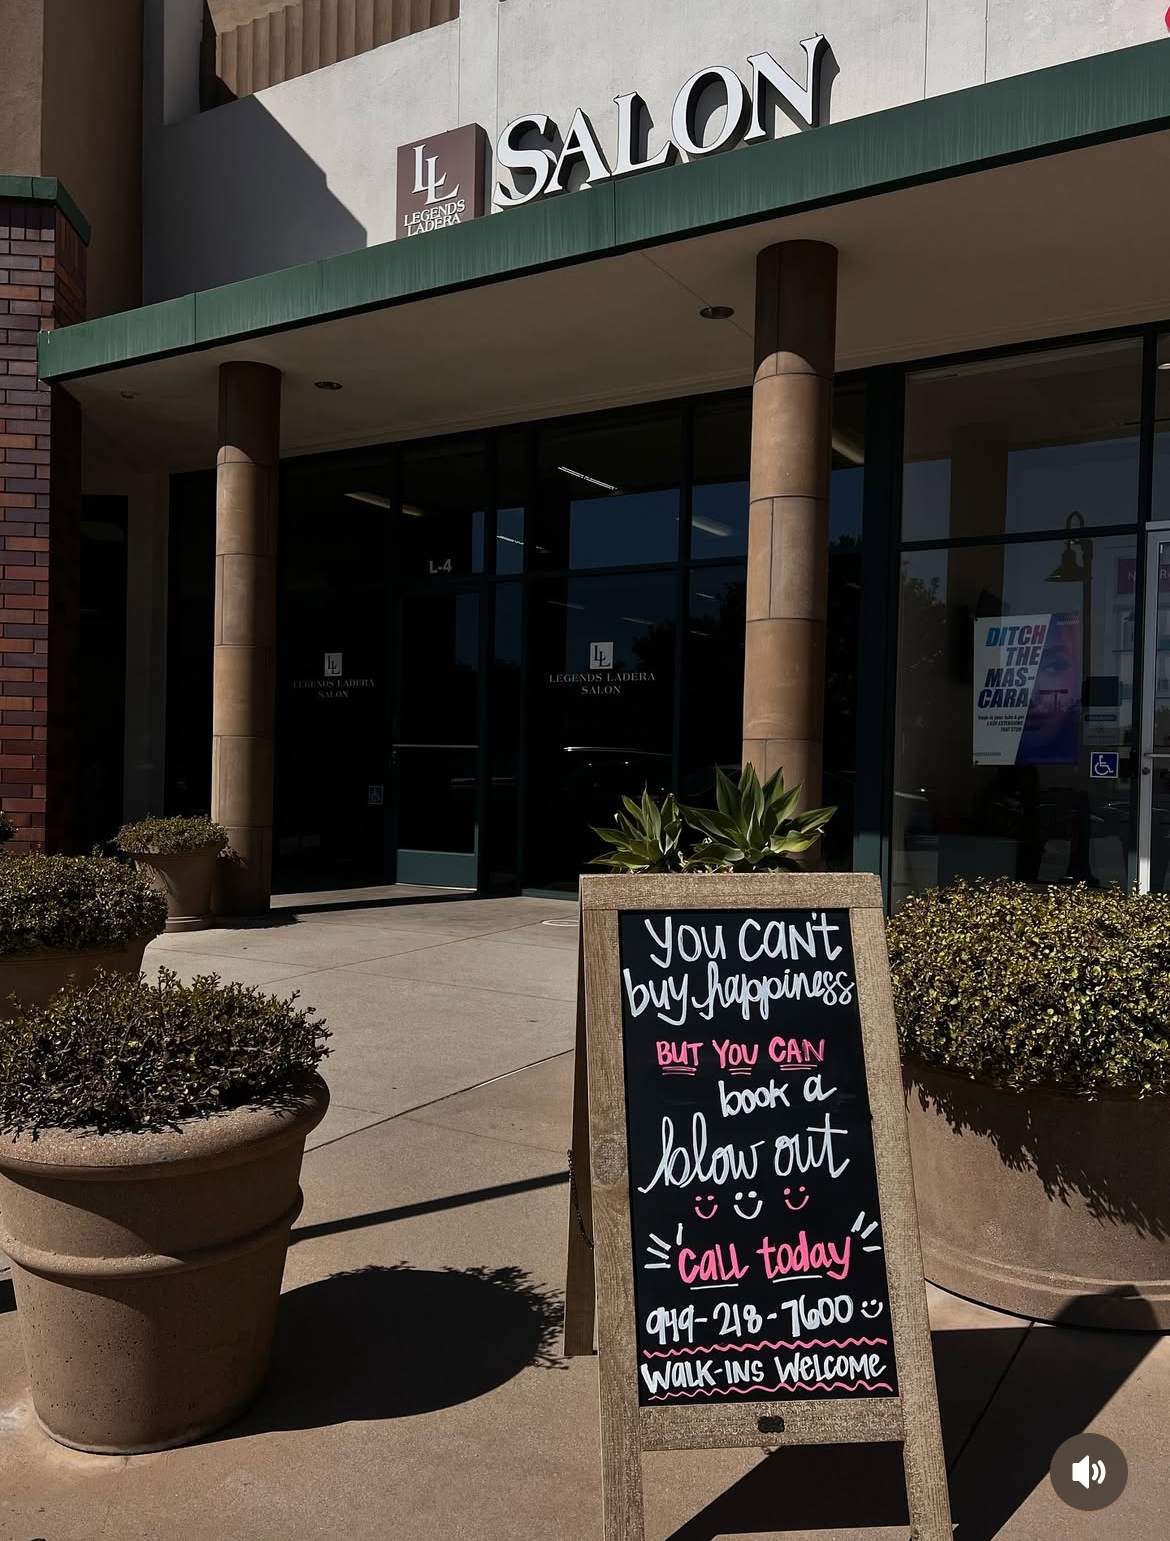 LL
LEGENDS
LADERA
SALON
L-4
LL
LEGENDS LADERA
SALON
LL
LEGENDS LADERA
SALON
DITCH
THE
MAS-
CARA
You can't
buy happiness
BUT YOU CAN
book a
blow out
"call today"
949-218-7600
WALK-INS WELCOME